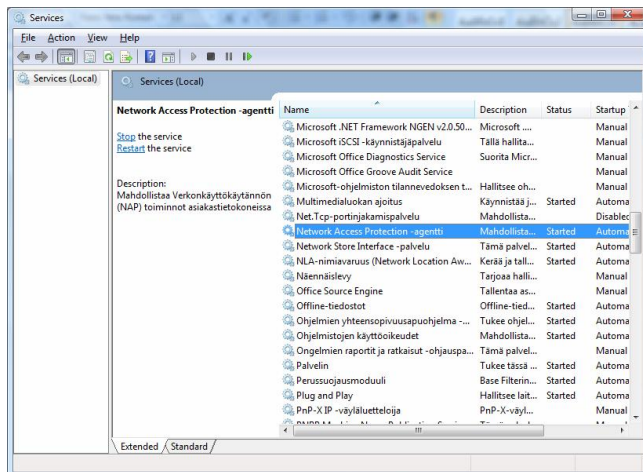 Services
File Action View Help
Services (Local)
Services (Local)
Network Access Protection -agentti
Stop the service
Restart the service
Description:
Mahdollistaa Verkonkäyttökäytännön
(NAP) toiminnot asiakastietokoneissa
Name Description Status Startup
Microsoft .NET Framework NGEN v2.0.50... Microsoft .... Manual
Microsoft iSCSI -käynnistäjäpalvelu Tällä hallita... Manual
Microsoft Office Diagnostics Service Suorita Micr... Manual
Microsoft Office Groove Audit Service Manual
Microsoft-ohjelmiston tilannevedoksen t... Hallitsee oh... Manual
Multimedialuokan ajoitus Käynnistää j... Started Automa
Net.Tcp-portinjakamispalvelu Mahdollista... Disabled
Network Access Protection -agentti Mahdollista... Started Automa
Network Store Interface -palvelu Tämä palvel... Started Automa
NLA-nimiavaruus (Network Location Aw... Kerää ja tall... Started Automa
Näennäislevy Tarjoaa halli... Manual
Office Source Engine Tallentaa as... Manual
Offline-tiedostot Offline-tied... Started Automa
Ohjelmien yhteensopivuusapuohjelma -... Tukee ohjel... Started Automa
Ohjelmistojen käyttöoikeudet Mahdollista... Started Automa
Ongelmien raportit ja ratkaisut -ohjauspa... Tämä palvel... Manual
Palvelin Tukee tässä ... Started Automa
Perussuojausmoduuli Base Filterin... Started Automa
Plug and Play Hallitsee lait... Started Automa
PnP-X IP -väyläluetteloija PnP-X-väyl... Manual
Extended Standard